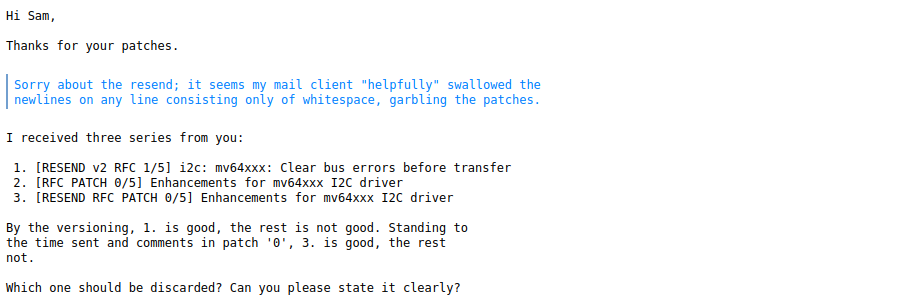 Hi Sam,
Thanks for your patches.
Sorry about the resend; it seems my mail client "helpfully" swallowed the
newlines on any line consisting only of whitespace, garbling the patches.
I received three series from you:
1. [RESEND v2 RFC 1/5] i2c: mv64xxx: Clear bus errors before transfer
2. [RFC PATCH 0/5] Enhancements for mv64xxx I2C driver
3. [RESEND RFC PATCH 0/5] Enhancements for mv64xxx I2C driver
By the versioning, 1. is good, the rest is not good. Standing to
the time sent and comments in patch '0', 3. is good, the rest
not.
Which one should be discarded? Can you please state it clearly?